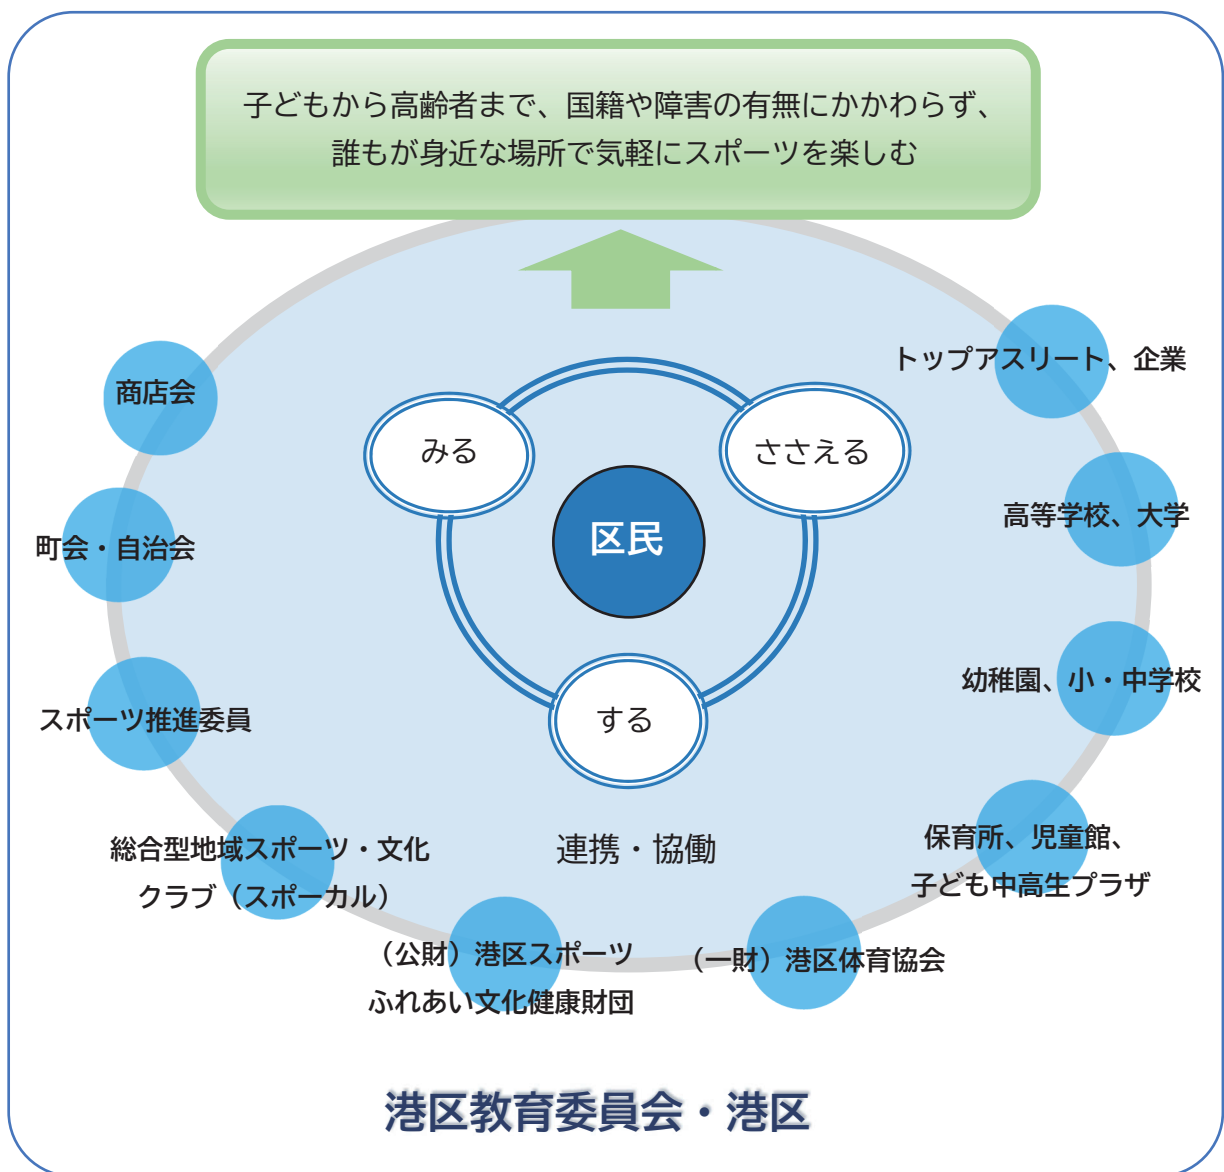 子どもから高齢者まで、国籍や障害の有無にかかわらず、
誰もが身近な場所で気軽にスポーツを楽しむ
トップアスリート、企業
商店会
みる
ささえる
高等学校、大学
区民
町会・自治会
幼稚園、小・中学校
スポーツ推進委員
する
保育所、児童館、
子ども中高生プラザ
総合型地域スポーツ・文化
クラブ（スポーカル）
連携・協働
（公財）港区スポーツ
ふれあい文化健康財団
（一財）港区体育協会
港区教育委員会・港区